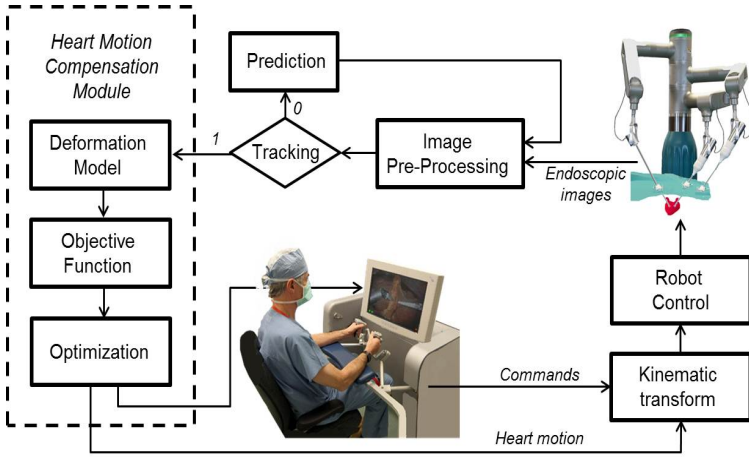 Heart Motion
Compensation
Module
Deformation
Model
Objective
Function
Optimization
Prediction
0
1
Tracking
Image
Pre-Processing
Endoscopic
images
Robot
Control
Commands
Kinematic
transform
Heart motion